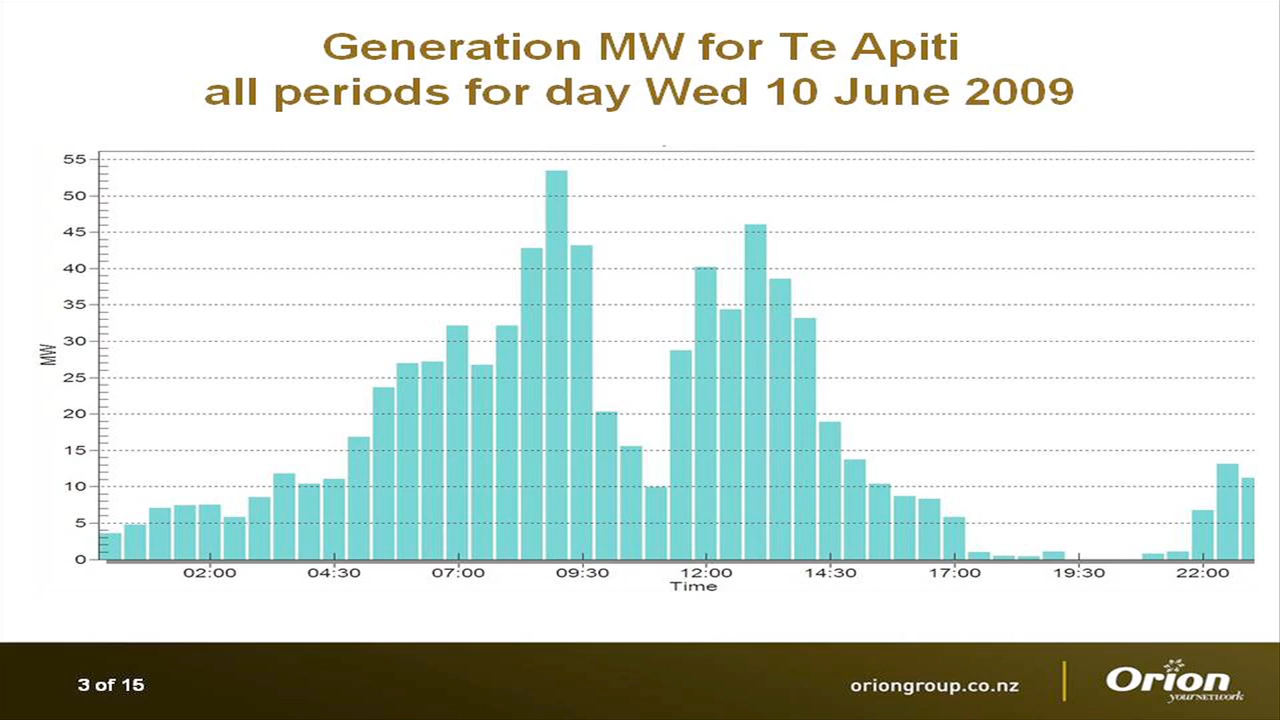 Generation MW for Te Apiti
all periods for day Wed 10 June 2009
55
50
45
40
35
30
25
20
15
10
5
0
MW
02:00 04:30 07:00 09:30 12:00 14:30 17:00 19:30 22:00
Time
3 of 15
oriongroup.co.nz
Orion
yourNETWORK